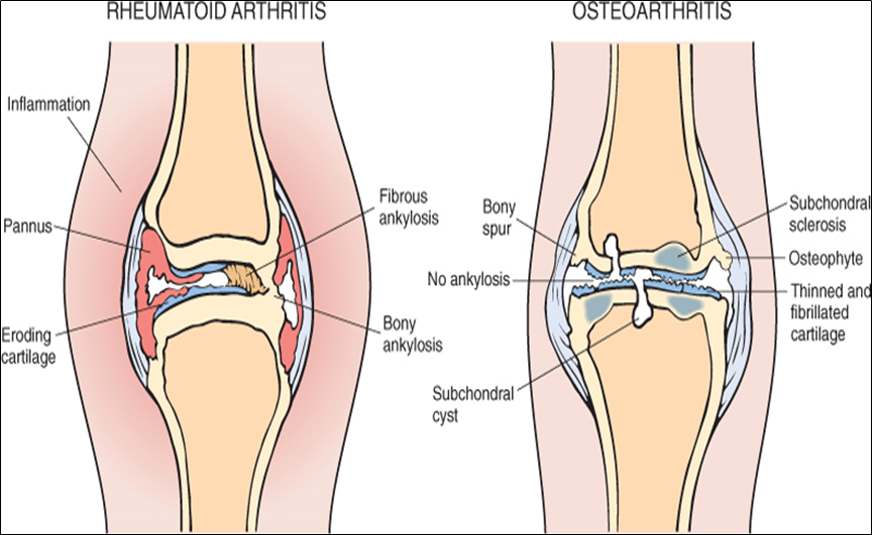 RHEUMATOID ARTHRITIS
Inflammation
Pannus
Eroding
cartilage
Fibrous
ankylosis
Bony
ankylosis
OSTEOARTHRITIS
Bony
spur
No ankylosis
Subchondral
cyst
Subchondral
sclerosis
Osteophyte
Thinned and
fibrillated
cartilage